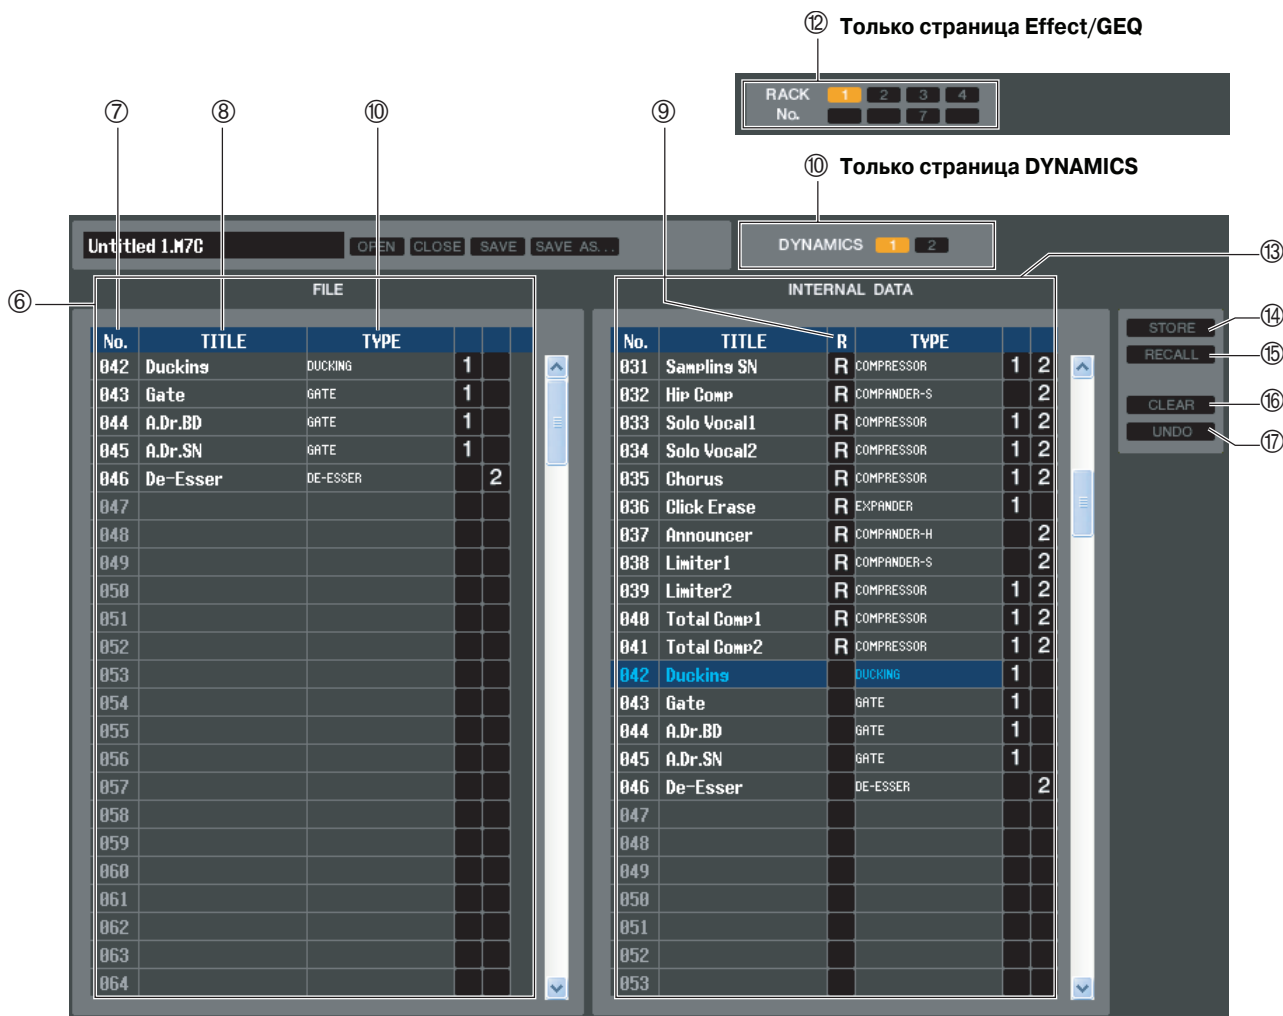 ⑫ Только страница Effect/GEQ
RACK 1 2 3 4
No. 7
⑦ ⑧ ⑩ ⑨
⑩ Только страница DYNAMICS
Untitled 1.M7C OPEN CLOSE SAVE SAVE AS...
DYNAMICS 1 2
⑬
⑥
FILE
No. TITLE TYPE
042 Ducking DUCKING 1
043 Gate GATE 1
044 A.Dr.BD GATE 1
045 A.Dr.SN GATE 1
046 De-Esser DE-ESSER 2
047
048
049
050
051
052
053
054
055
056
057
058
059
060
061
062
063
064
INTERNAL DATA
No. TITLE R TYPE
031 Sampling SN R COMPRESSOR 1 2
032 Hip Comp R COMPANDER-S 2
033 Solo Vocal1 R COMPRESSOR 1 2
034 Solo Vocal2 R COMPRESSOR 1 2
035 Chorus R COMPRESSOR 1 2
036 Click Erase R EXPANDER 1
037 Announcer R COMPANDER-H 2
038 Limiter1 R COMPANDER-S 2
039 Limiter2 R COMPRESSOR 1 2
040 Total Comp1 R COMPRESSOR 1 2
041 Total Comp2 R COMPRESSOR 1 2
042 Ducking DUCKING 1
043 Gate GATE 1
044 A.Dr.BD GATE 1
045 A.Dr.SN GATE 1
046 De-Esser DE-ESSER 2
047
048
049
050
051
052
053
STORE ⑭
RECALL ⑮
CLEAR ⑯
UNDO ⑰